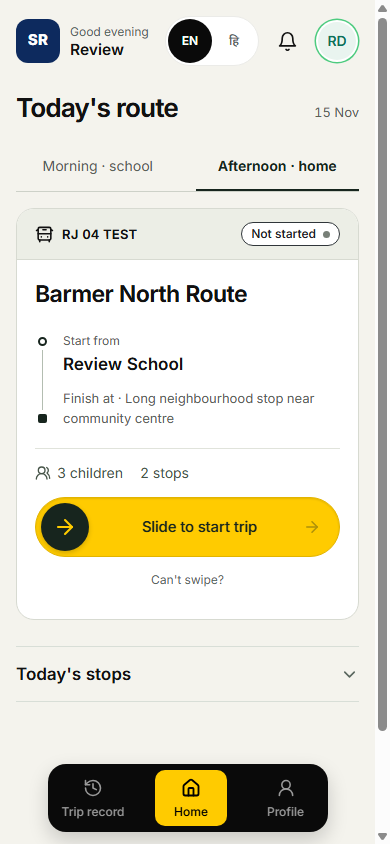 SR
Good evening
Review
EN
हि
RD
Today's route
15 Nov
Morning · school
Afternoon · home
RJ 04 TEST
Not started
Barmer North Route
Start from
Review School
Finish at · Long neighbourhood stop near
community centre
3 children
2 stops
Slide to start trip
Can't swipe?
Today's stops
Trip record
Home
Profile